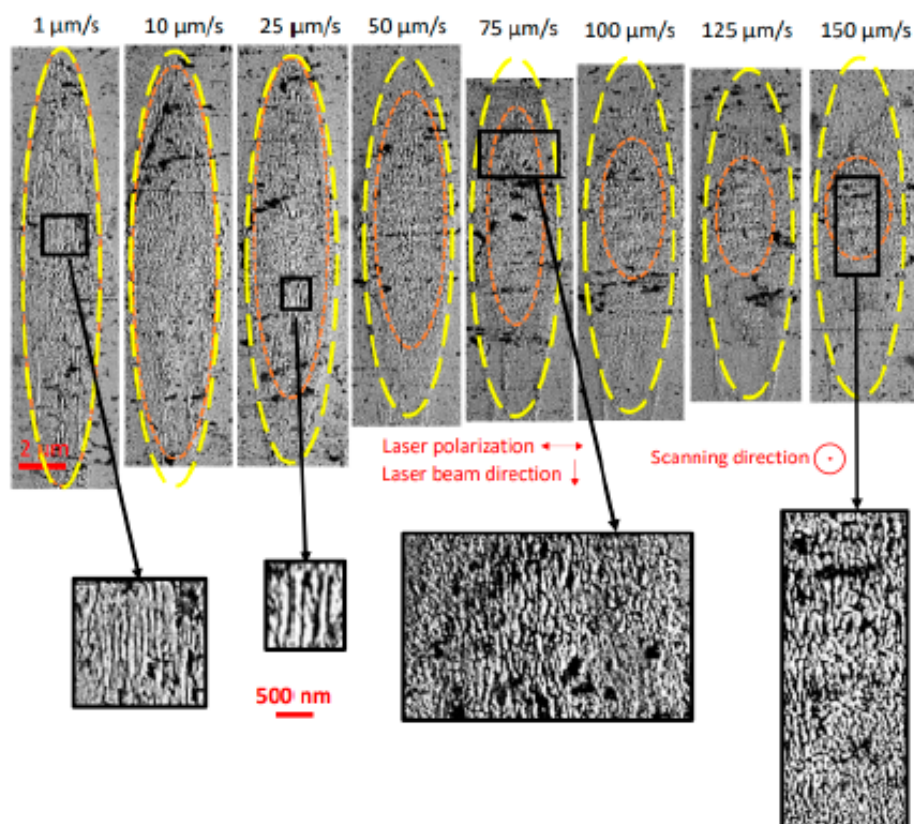 1 μm/s 10 μm/s 25 μm/s 50 μm/s 75 μm/s 100 μm/s 125 μm/s 150 μm/s
2 μm
Laser polarization
Laser beam direction
Scanning direction
500 nm